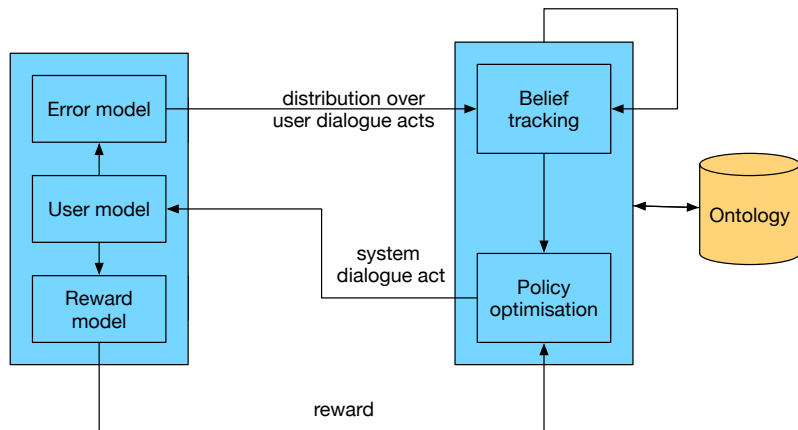 Error model
distribution over
user dialogue acts
Belief
tracking
User model
Ontology
system
dialogue act
Reward
model
Policy
optimisation
reward